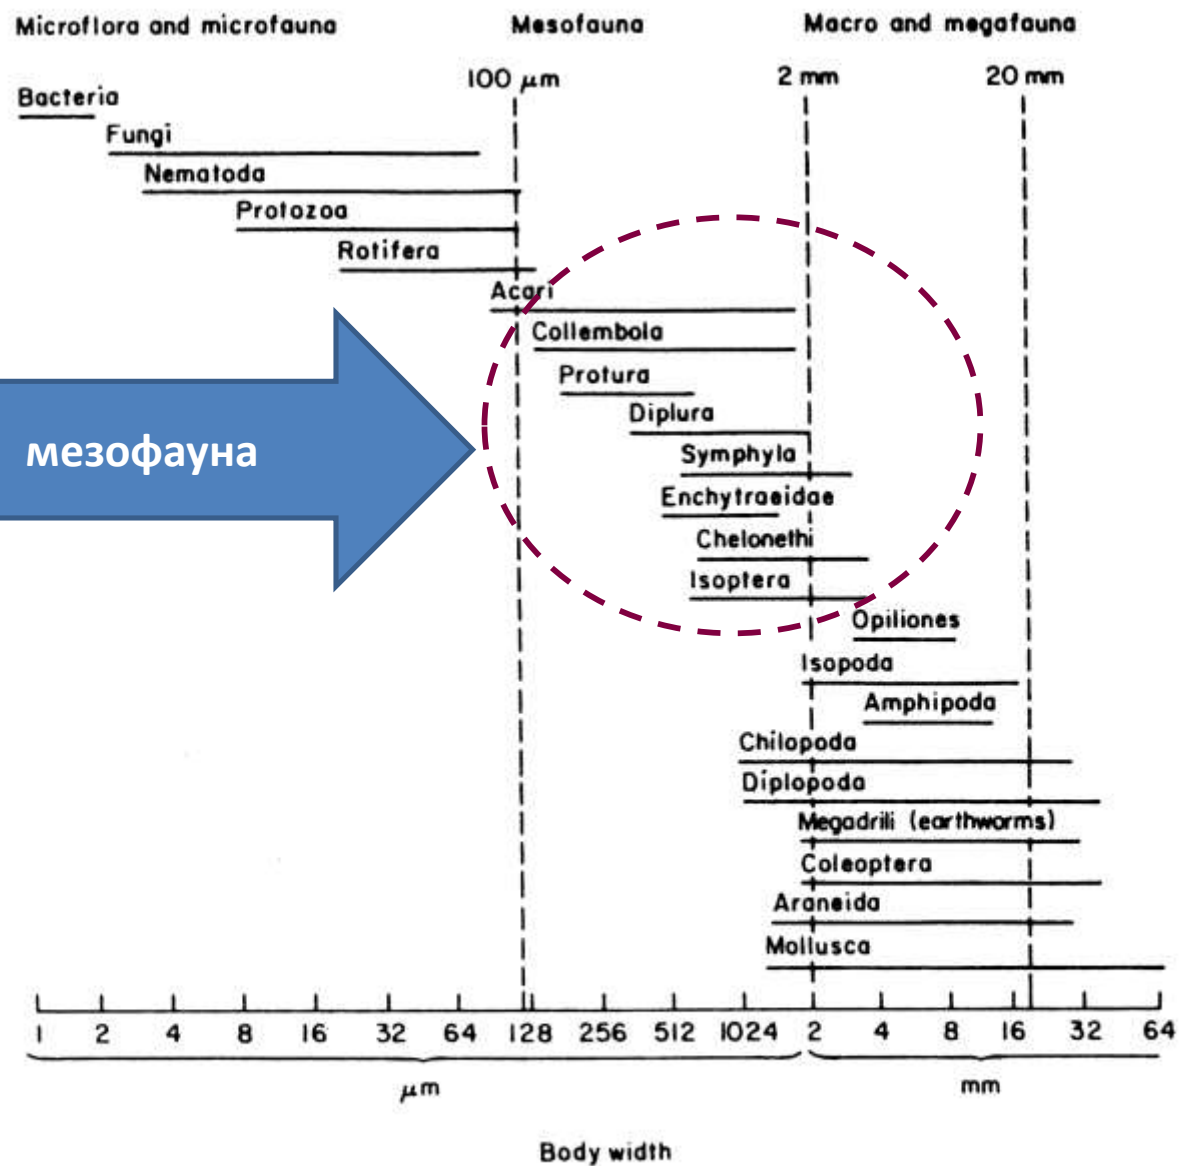 Microflora and microfauna Mesofauna Macro and megafauna
100 μm 2 mm 20 mm
Bacteria
Fungi
Nematoda
Protozoa
Rotifera
Acari
Collembola
Protura
Diplura
мезофауна
Symphyla
Enchytraeidae
Chelonethi
Isoptera
Opiliones
Isopoda
Amphipoda
Chilopoda
Diplopoda
Megadrili (earthworms)
Coleoptera
Araneida
Mollusca
1 2 4 8 16 32 64 128 256 512 1024 2 4 8 16 32 64
μm mm
Body width